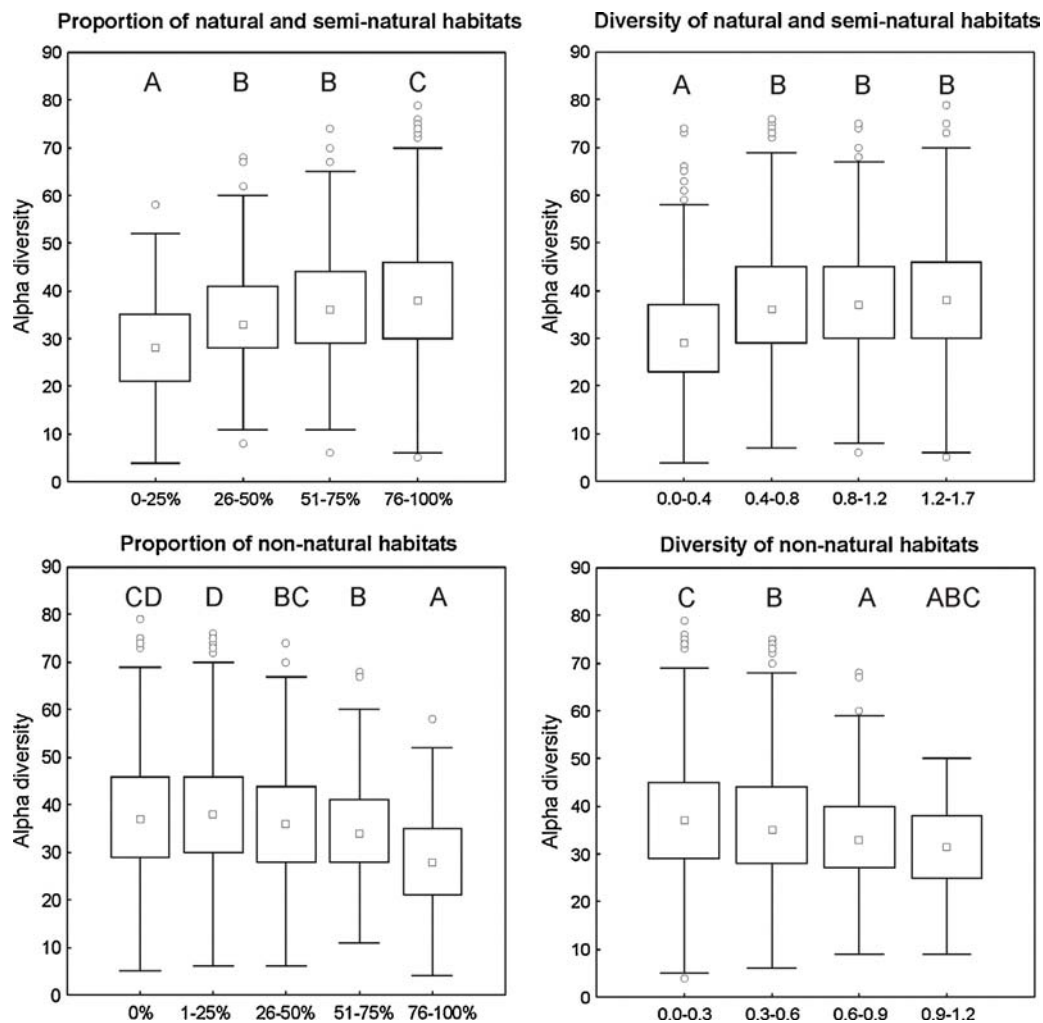 Proportion of natural and semi-natural habitats
Alpha diversity
90
80
70
60
50
40
30
20
10
0
A B B C
0-25% 26-50% 51-75% 76-100%
Diversity of natural and semi-natural habitats
Alpha diversity
90
80
70
60
50
40
30
20
10
0
A B B B
0.0-0.4 0.4-0.8 0.8-1.2 1.2-1.7
Proportion of non-natural habitats
Alpha diversity
90
80
70
60
50
40
30
20
10
0
CD D BC B A
0% 1-25% 26-50% 51-75% 76-100%
Diversity of non-natural habitats
Alpha diversity
90
80
70
60
50
40
30
20
10
0
C B A ABC
0.0-0.3 0.3-0.6 0.6-0.9 0.9-1.2